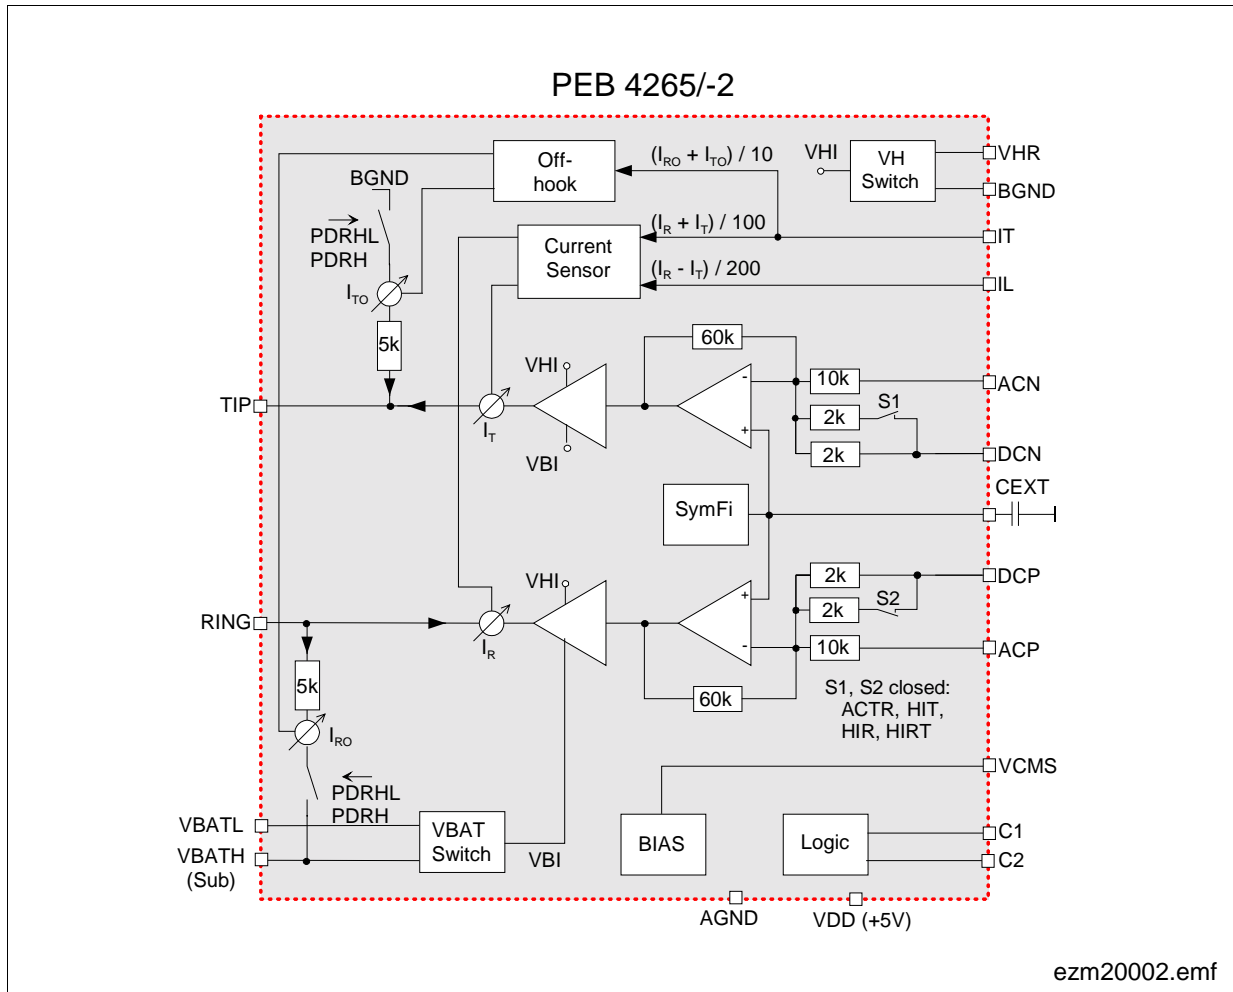 PEB 4265/-2
Off-
hook
(IRO + ITO) / 10
VHI
VH
Switch
VHR
BGND
BGND
PDRHL
PDRH
ITO
5k
Current
Sensor
(IR + IT) / 100
(IR - IT) / 200
IT
IL
60k
VHI
-
10k
ACN
TIP
IT
2k
S1
+
VBI
2k
DCN
CEXT
SymFi
VHI
+
2k
DCP
2k
S2
RING
IR
-
10k
ACP
5k
60k
S1, S2 closed:
ACTR, HIT,
HIR, HIRT
IRO
PDRHL
PDRH
VCMS
VBATL
VBAT
Switch
VBI
BIAS
Logic
C1
C2
VBATH
(Sub)
AGND
VDD (+5V)
ezm20002.emf